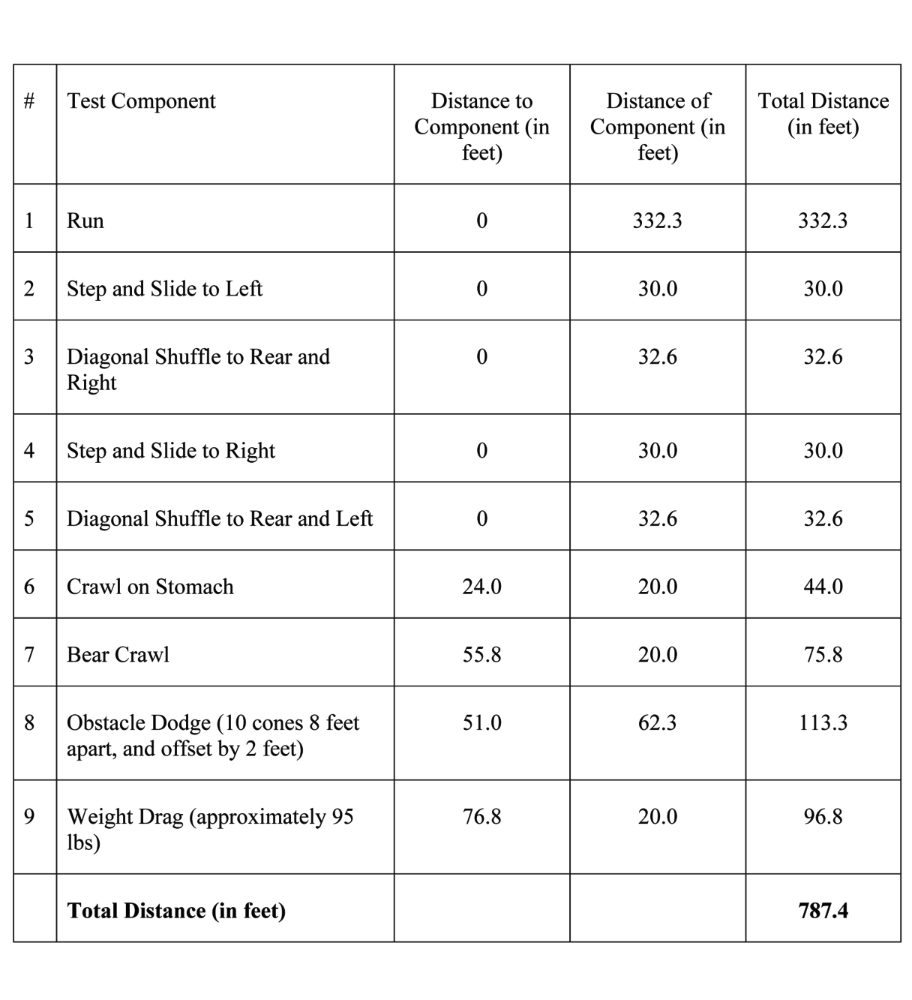 # Test Component Distance to Component (in feet) Distance of Component (in feet) Total Distance (in feet)
1 Run 0 332.3 332.3
2 Step and Slide to Left 0 30.0 30.0
3 Diagonal Shuffle to Rear and Right 0 32.6 32.6
4 Step and Slide to Right 0 30.0 30.0
5 Diagonal Shuffle to Rear and Left 0 32.6 32.6
6 Crawl on Stomach 24.0 20.0 44.0
7 Bear Crawl 55.8 20.0 75.8
8 Obstacle Dodge (10 cones 8 feet apart, and offset by 2 feet) 51.0 62.3 113.3
9 Weight Drag (approximately 95 lbs) 76.8 20.0 96.8
Total Distance (in feet) 787.4